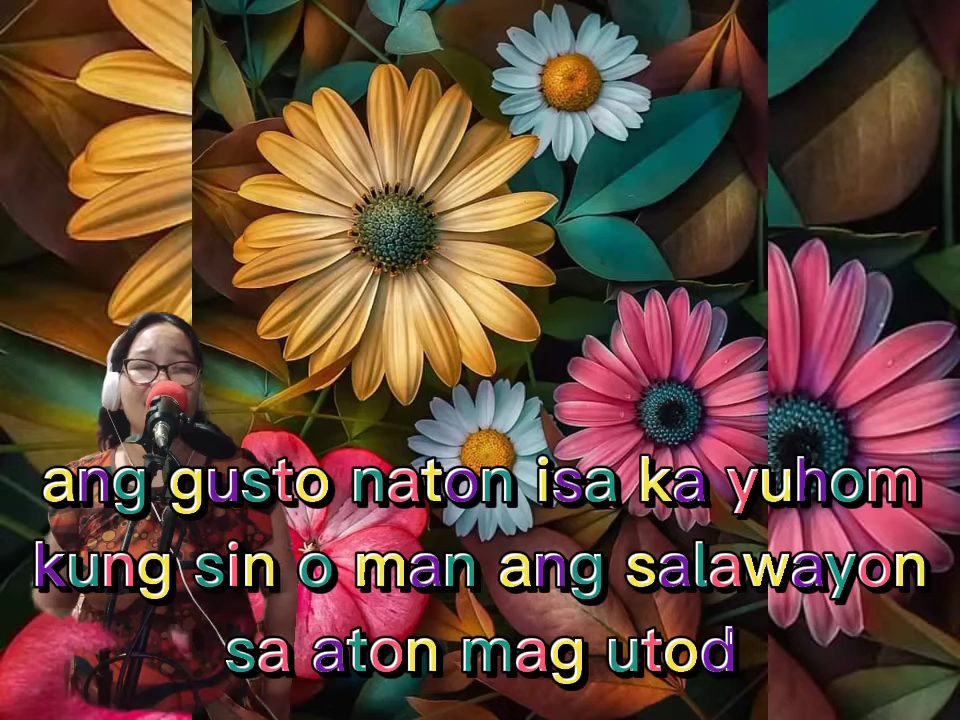 ang gusto naton isa ka yuhom
kung sin o man ang salawayon
sa aton mag utod